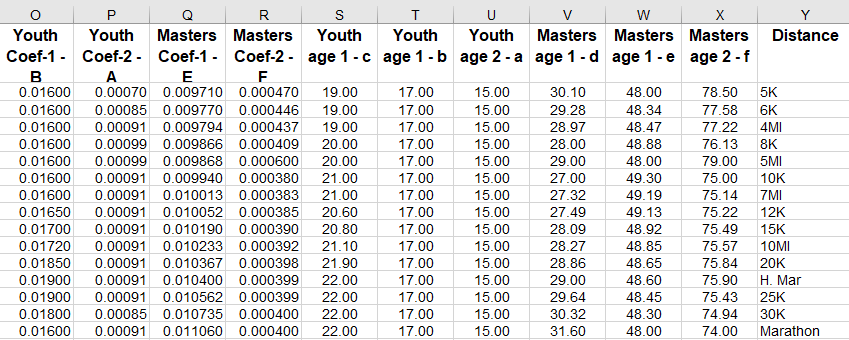 O P Q R S T U V W X Y
Youth Youth Masters Masters Youth Youth Youth Masters Masters Masters Distance
Coef-1 - Coef-2 - Coef-1 - Coef-2 - age 1 - c age 1 - b age 2 - a age 1 - d age 1 - e age 2 - f
B A E F
0.01600 0.00070 0.009710 0.000470 19.00 17.00 15.00 30.10 48.00 78.50 5K
0.01600 0.00085 0.009770 0.000446 19.00 17.00 15.00 29.28 48.34 77.58 6K
0.01600 0.00091 0.009794 0.000437 19.00 17.00 15.00 28.97 48.47 77.22 4MI
0.01600 0.00099 0.009866 0.000409 20.00 17.00 15.00 28.00 48.88 76.13 8K
0.01600 0.00099 0.009868 0.000600 20.00 17.00 15.00 29.00 48.00 79.00 5MI
0.01600 0.00091 0.009940 0.000380 21.00 17.00 15.00 27.00 49.30 75.00 10K
0.01600 0.00091 0.010013 0.000383 21.00 17.00 15.00 27.32 49.19 75.14 7MI
0.01650 0.00091 0.010052 0.000385 20.60 17.00 15.00 27.49 49.13 75.22 12K
0.01700 0.00091 0.010190 0.000390 20.80 17.00 15.00 28.09 48.92 75.49 15K
0.01720 0.00091 0.010233 0.000392 21.10 17.00 15.00 28.27 48.85 75.57 10MI
0.01850 0.00091 0.010367 0.000398 21.90 17.00 15.00 28.86 48.65 75.84 20K
0.01900 0.00091 0.010400 0.000399 22.00 17.00 15.00 29.00 48.60 75.90 H. Mar
0.01900 0.00091 0.010562 0.000399 22.00 17.00 15.00 29.64 48.45 75.43 25K
0.01800 0.00085 0.010735 0.000400 22.00 17.00 15.00 30.32 48.30 74.94 30K
0.01600 0.00091 0.011060 0.000400 22.00 17.00 15.00 31.60 48.00 74.00 Marathon